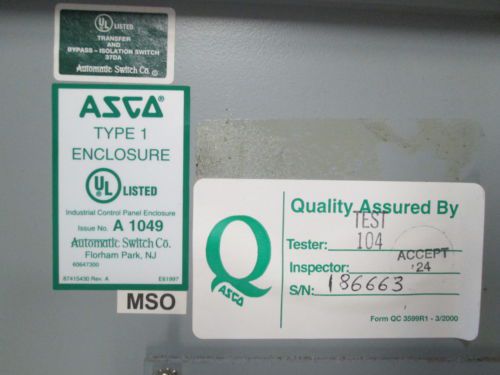 UL LISTED
TRANSFER
AND
BYPASS - ISOLATION SWITCH
37DA
Automatic Switch Co.
ASCO®
TYPE 1
ENCLOSURE
UL LISTED
Industrial Control Panel Enclosure
Issue No. A 1049
Automatic Switch Co.
Florham Park, NJ
60647300
67415430 Rev. A E61997
MSO
Q
ASCO
Quality Assured By
TEST
Tester: 104
ACCEPT
Inspector: 24
S/N: 186663
Form QC 3599R1 - 3/2000